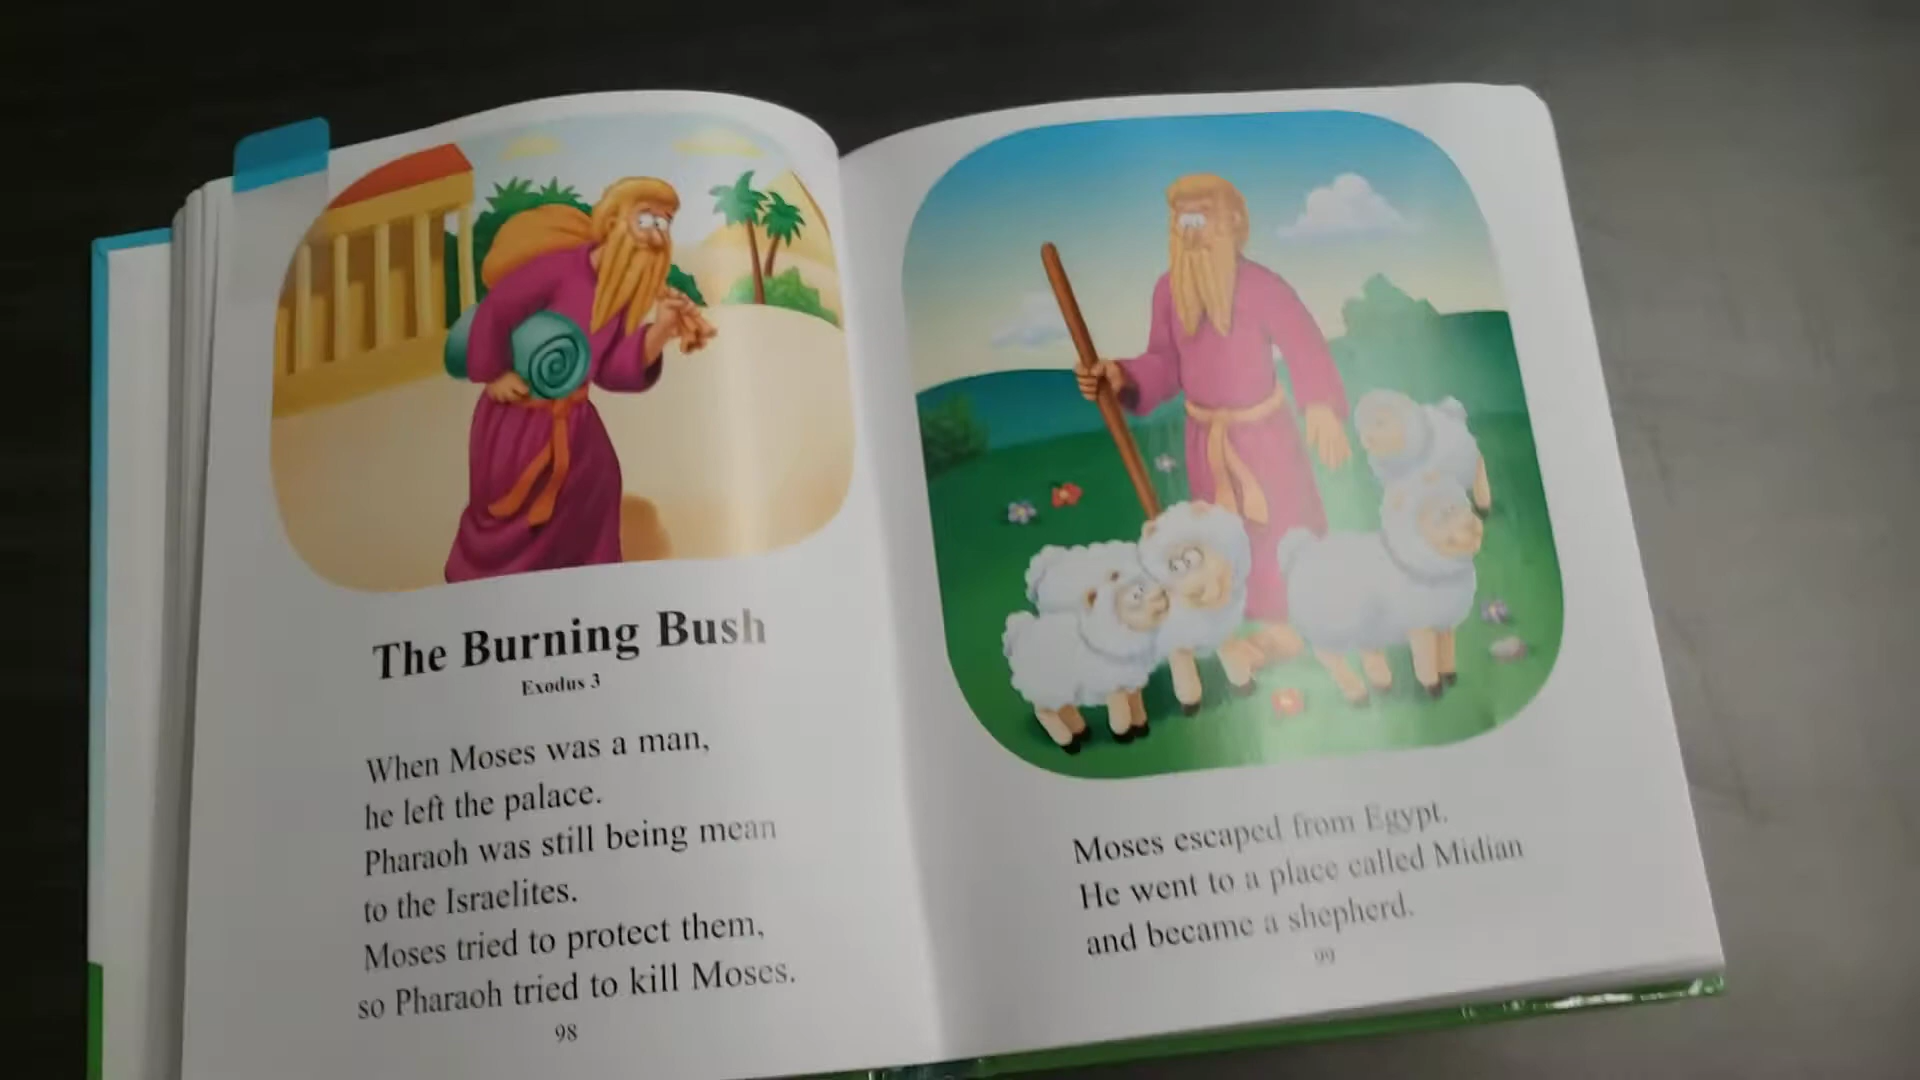 The Burning Bush
Exodus 3
When Moses was a man,
he left the palace.
Pharaoh was still being mean
to the Israelites.
Moses tried to protect them,
so Pharaoh tried to kill Moses.
98
Moses escaped from Egypt.
He went to a place called Midian
and became a shepherd.
99